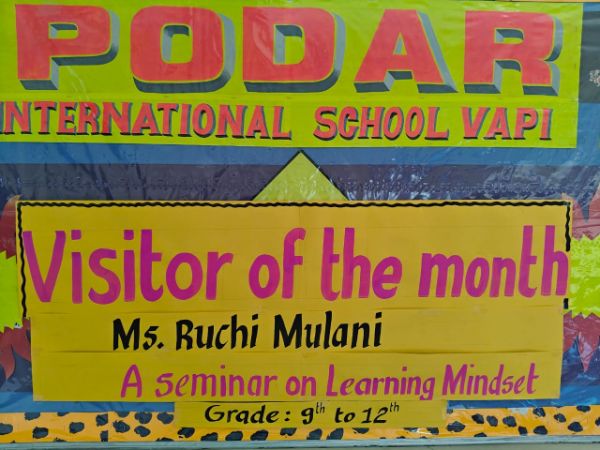 PODAR
INTERNATIONAL SCHOOL VAPI
Visitor of the month
Ms. Ruchi Mulani
A seminar on Learning Mindset
Grade: 9th to 12th